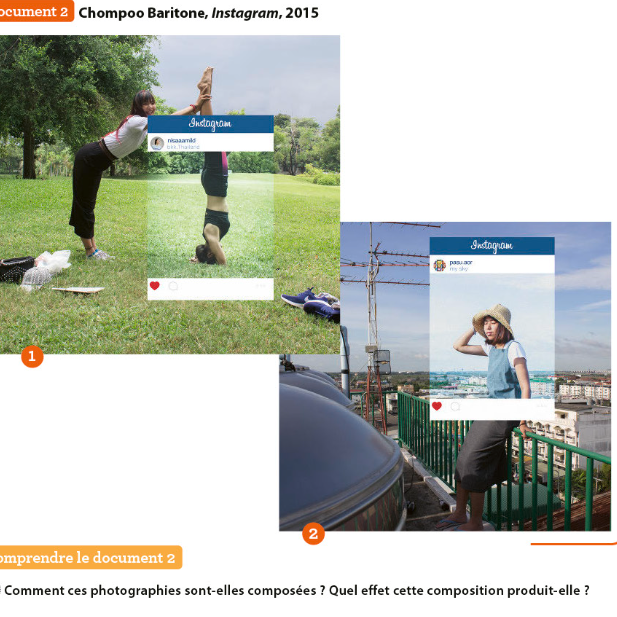 ocument 2 Chompoo Baritone, Instagram, 2015
Instagram
nisaaarnild
Instagram
1
2
omprendre le document 2
Comment ces photographies sont-elles composées ? Quel effet cette composition produit-elle ?